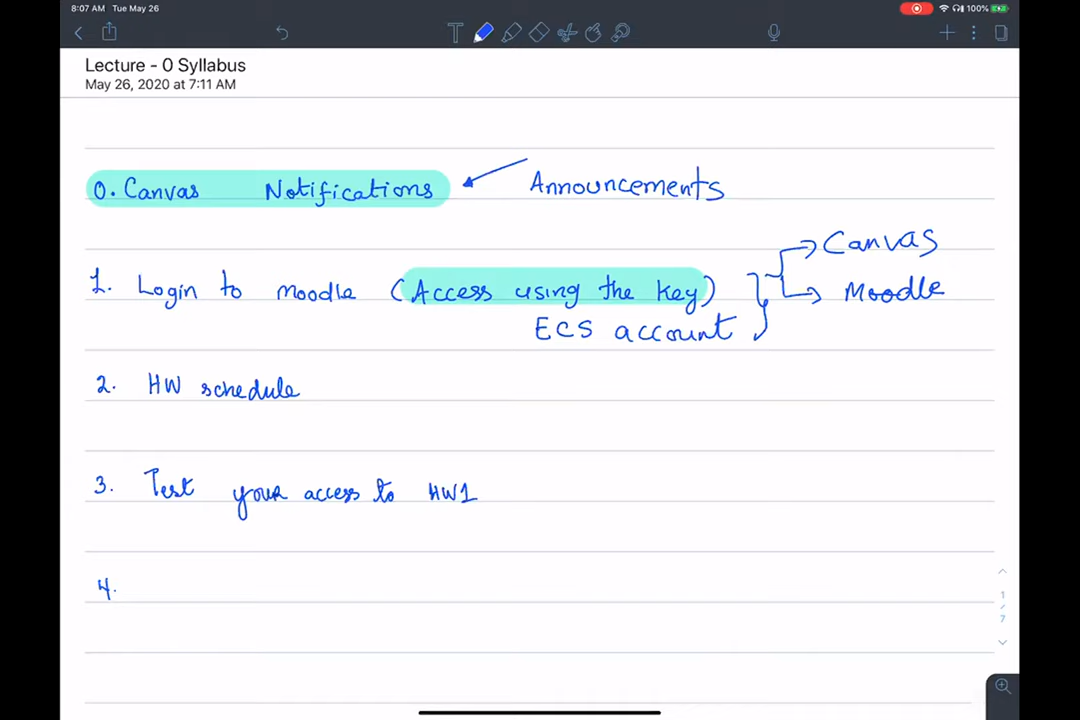 8:07 AM Tue May 26
100%
Lecture - 0 Syllabus
May 26, 2020 at 7:11 AM
0. Canvas Notifications Announcements
Canvas
1. Login to moodle (Access using the key) Moodle
ECS account
2. HW schedule
3. Test your access to HW1
4.
1
/
7